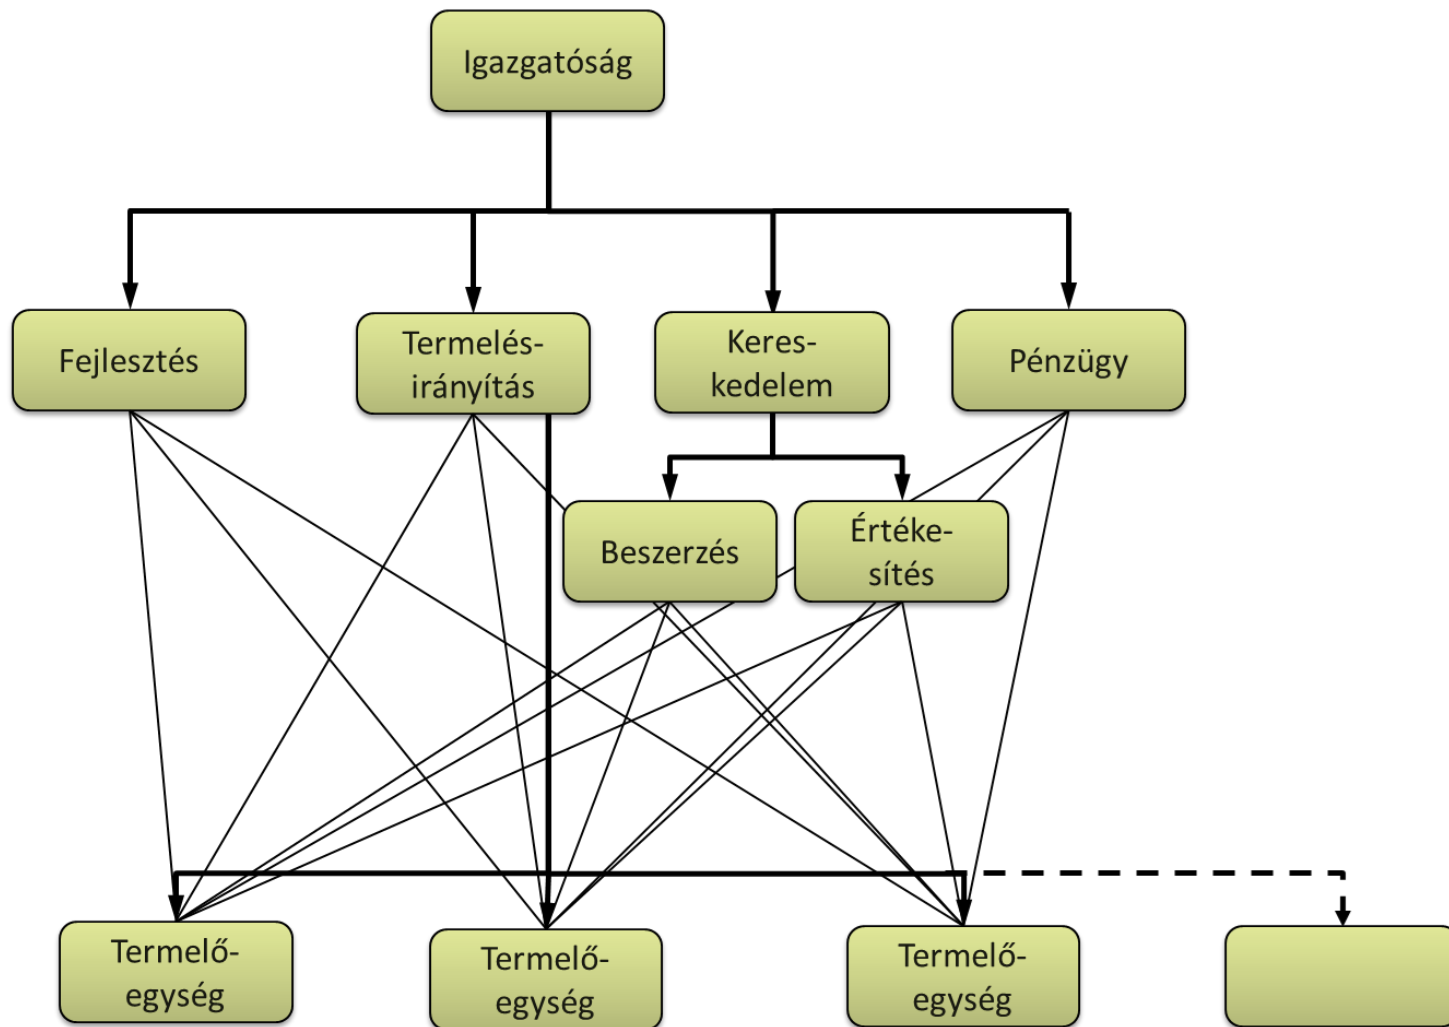 Igazgatóság
Fejlesztés
Termelés-
irányítás
Keres-
kedelem
Pénzügy
Beszerzés
Értéke-
sítés
Termelő-
egység
Termelő-
egység
Termelő-
egység